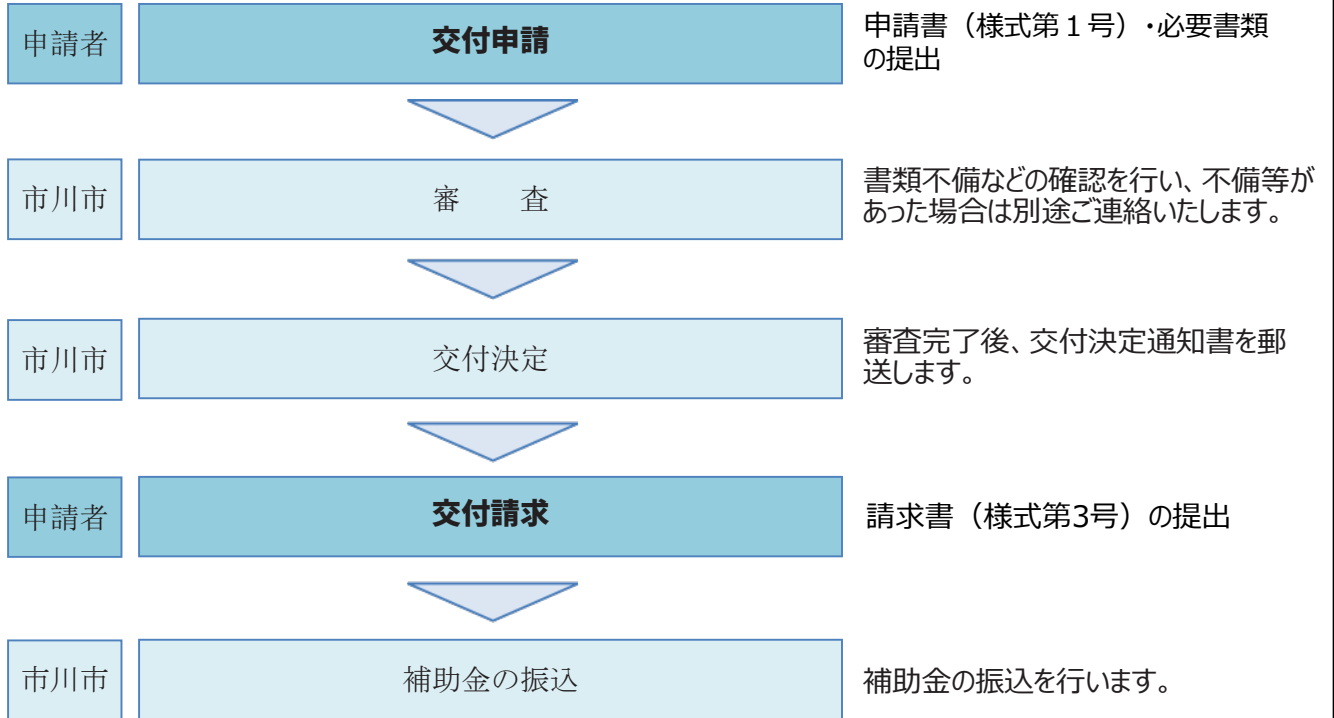 申請者
交付申請
申請書（様式第１号）・必要書類
の提出
市川市
審　　査
書類不備などの確認を行い、不備等が
あった場合は別途ご連絡いたします。
市川市
交付決定
審査完了後、交付決定通知書を郵
送します。
申請者
交付請求
請求書（様式第3号）の提出
市川市
補助金の振込
補助金の振込を行います。